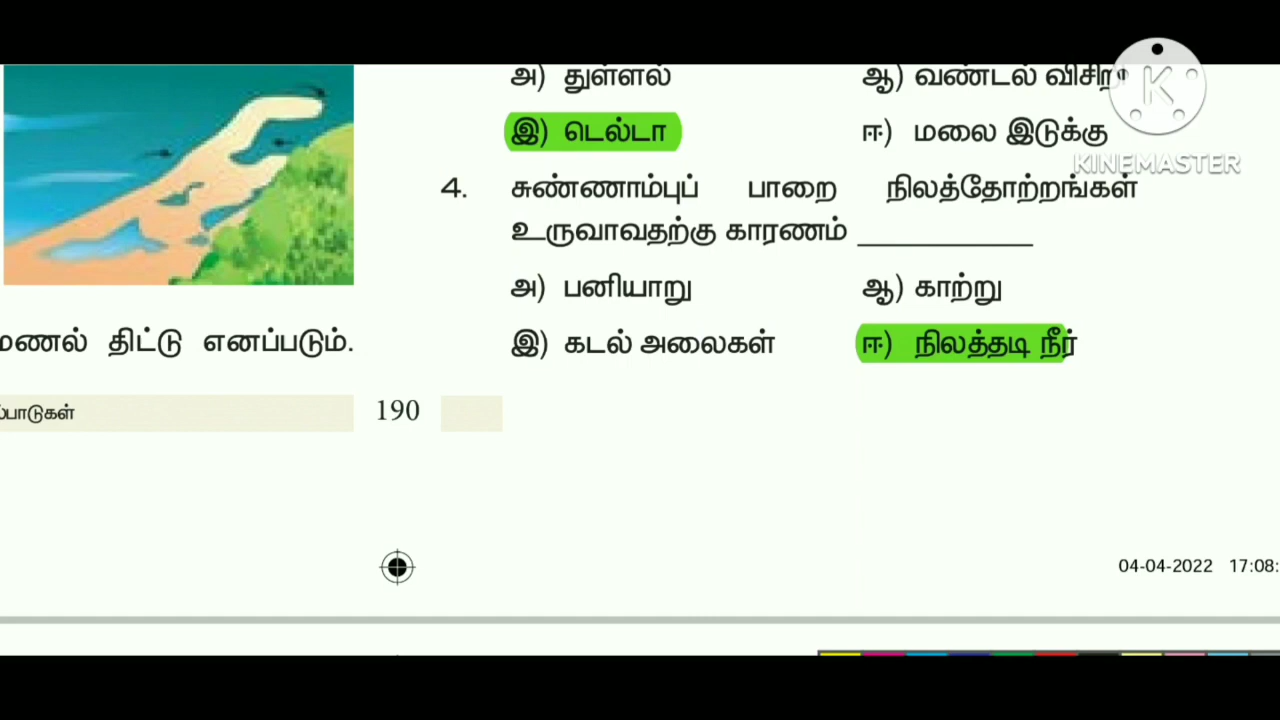 அ) துள்ளல் ஆ) வண்டல் விசிறி
இ) டெல்டா ஈ) மலை இடுக்கு
KINEMASTER
4. சுண்ணாம்புப் பாறை நிலத்தோற்றங்கள்
உருவாவதற்கு காரணம் ____________
அ) பனியாறு ஆ) காற்று
இ) கடல் அலைகள் ஈ) நிலத்தடி நீர்
மணல் திட்டு எனப்படும்.
190
04-04-2022 17:08: